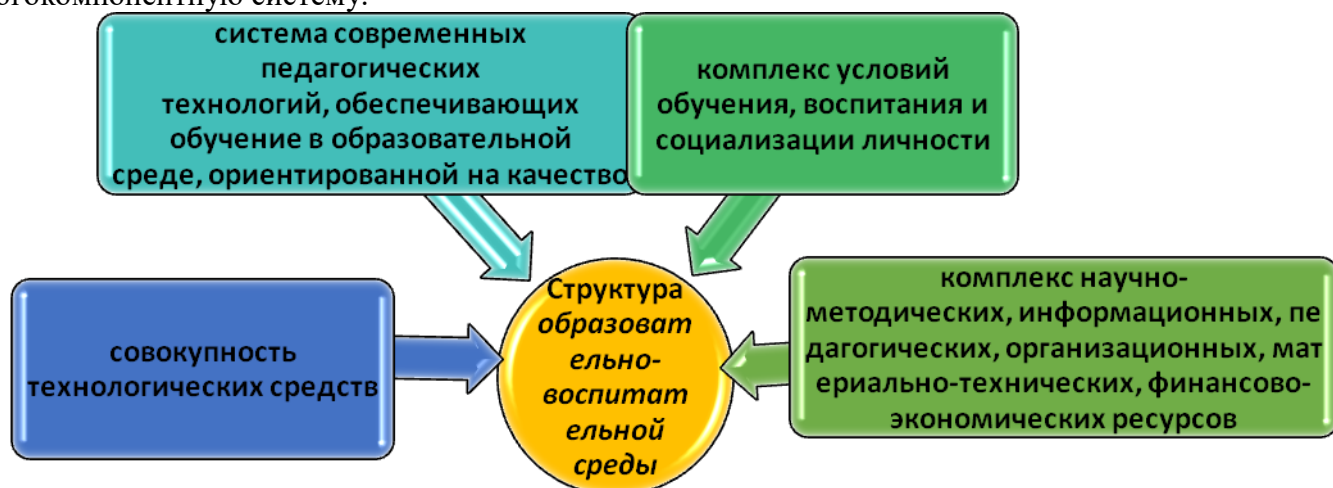 огокомпонентную систему.
система современных
педагогических
технологий, обеспечивающих
обучение в образовательной
среде, ориентированной на качество
комплекс условий
обучения, воспитания и
социализации личности
совокупность
технологических средств
Структура
образоват
ельно-
воспитат
ельной
среды
комплекс научно-
методических, информационных, пе
дагогических, организационных, мат
ериально-технических, финансово-
экономических ресурсов